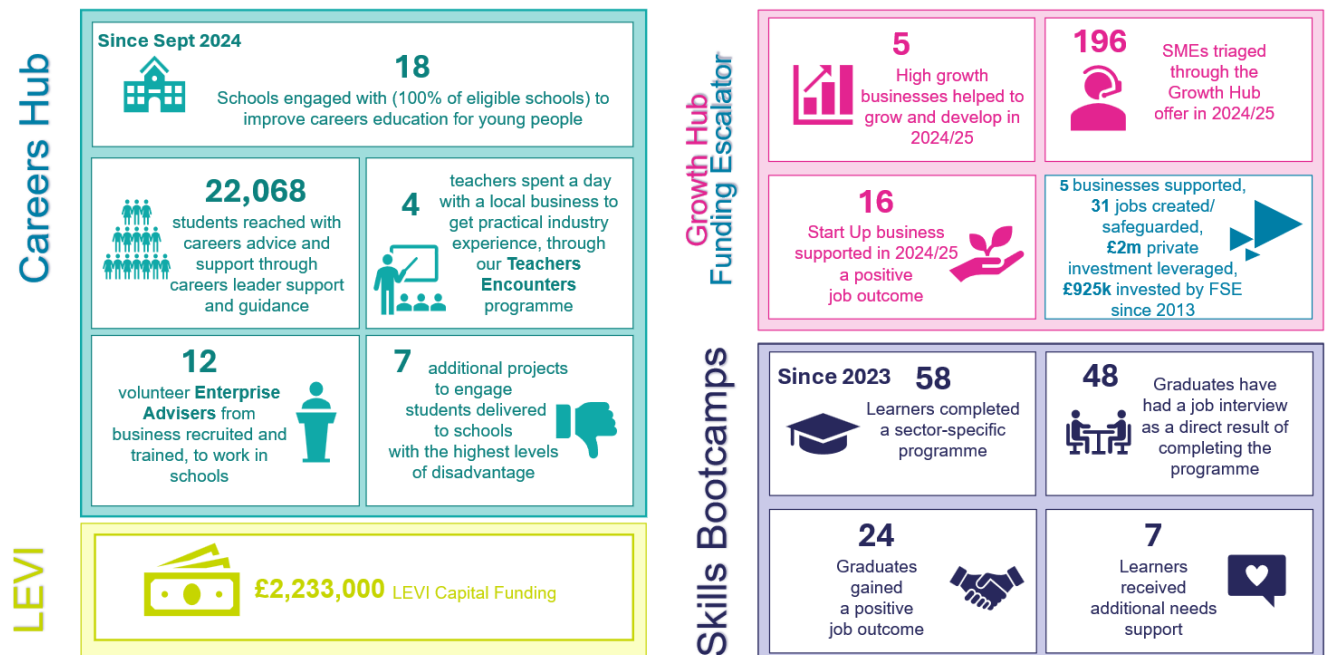 Careers Hub
Since Sept 2024
18
Schools engaged with (100% of eligible schools) to
improve careers education for young people
22,068
students reached with
careers advice and
support through
careers leader support
and guidance
4
teachers spent a day
with a local business to
get practical industry
experience, through
our Teachers
Encounters
programme
12
volunteer Enterprise
Advisers from
business recruited and
trained, to work in
schools
7
additional projects
to engage
students delivered
to schools
with the highest levels
of disadvantage
LEVI
£2,233,000 LEVI Capital Funding
Growth Hub
Funding Escalator
5
High growth
businesses helped to
grow and develop in
2024/25
196
SMEs triaged
through the
Growth Hub
offer in 2024/25
16
Start Up business
supported in 2024/25
a positive
job outcome
5 businesses supported,
31 jobs created/
safeguarded,
£2m private
investment leveraged,
£925k invested by FSE
since 2013
Skills Bootcamps
Since 2023
58
Learners completed
a sector-specific
programme
48
Graduates have
had a job interview
as a direct result of
completing the
programme
24
Graduates
gained
a positive
job outcome
7
Learners
received
additional needs
support